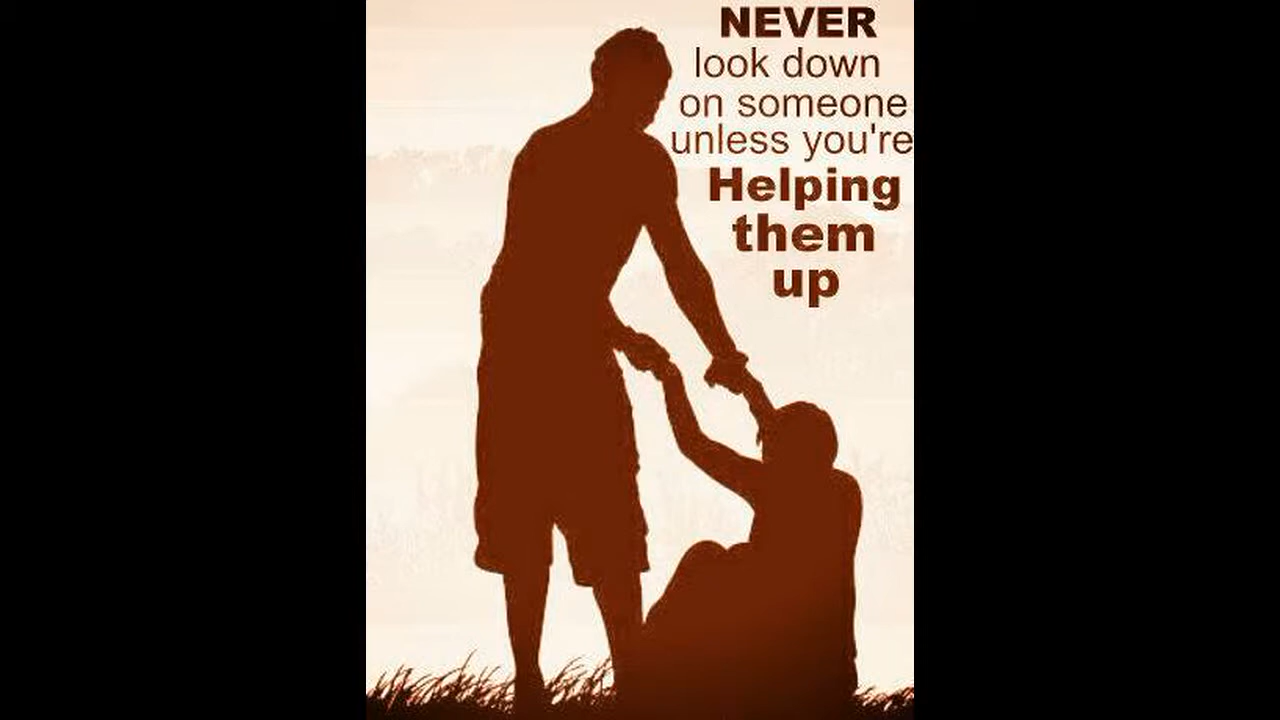 NEVER
look down
on someone
unless you're
Helping
them
up